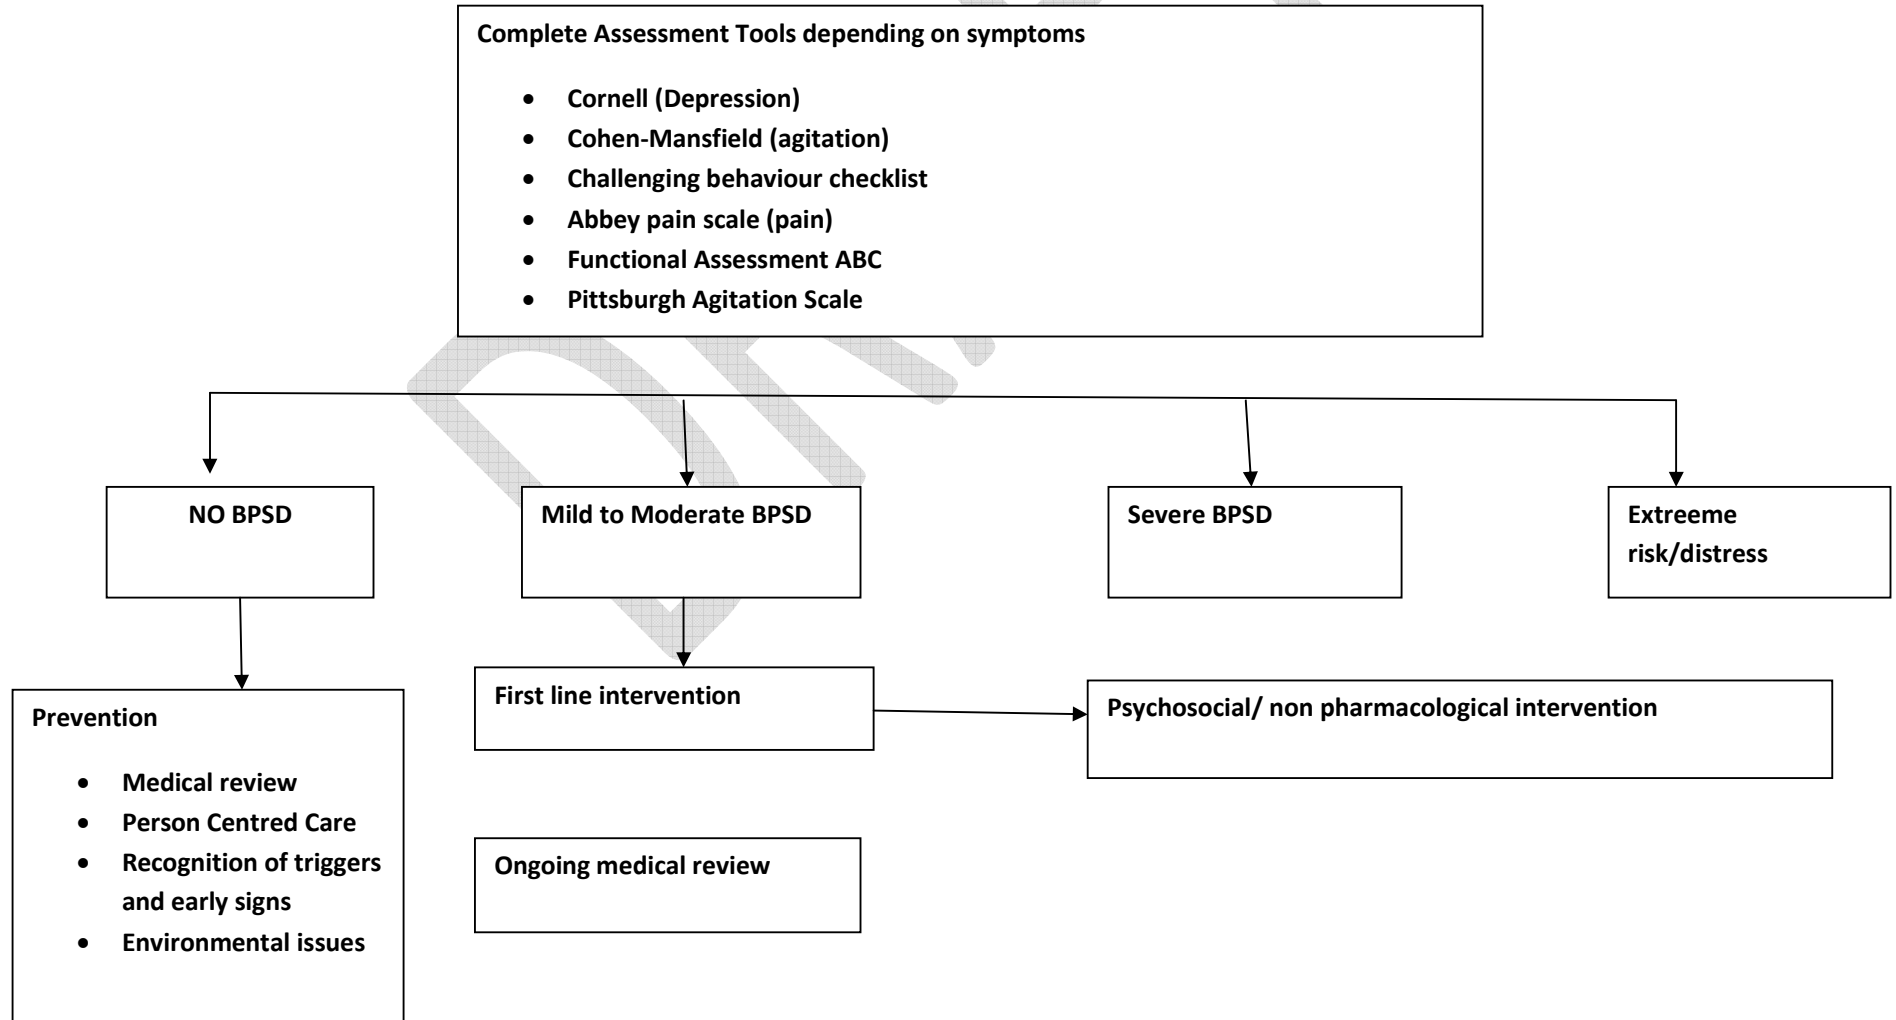 Complete Assessment Tools depending on symptoms
• Cornell (Depression)
• Cohen-Mansfield (agitation)
• Challenging behaviour checklist
• Abbey pain scale (pain)
• Functional Assessment ABC
• Pittsburgh Agitation Scale
NO BPSD
Mild to Moderate BPSD
Severe BPSD
Extreeme
risk/distress
First line intervention
Psychosocial/ non pharmacological intervention
Prevention
• Medical review
• Person Centred Care
• Recognition of triggers
and early signs
• Environmental issues
Ongoing medical review